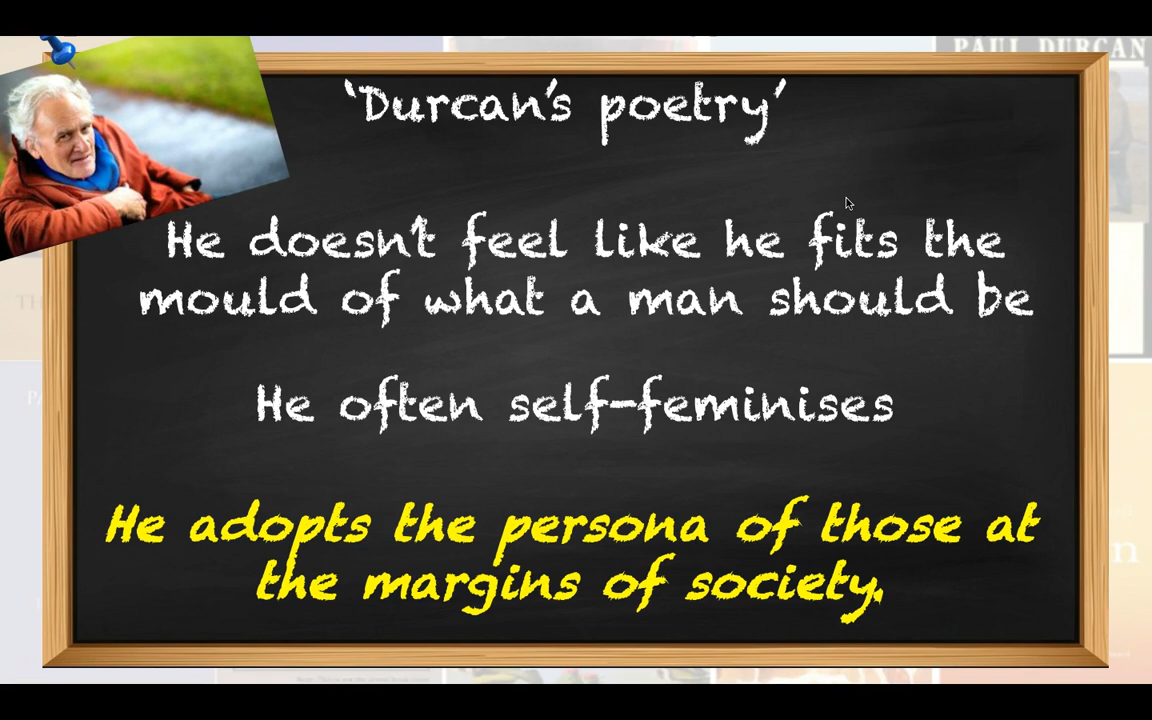 PAUL DURCAN
‘Durcan’s poetry’
He doesn’t feel like he fits the
mould of what a man should be
He often self-feminises
He adopts the persona of those at
the margins of society.